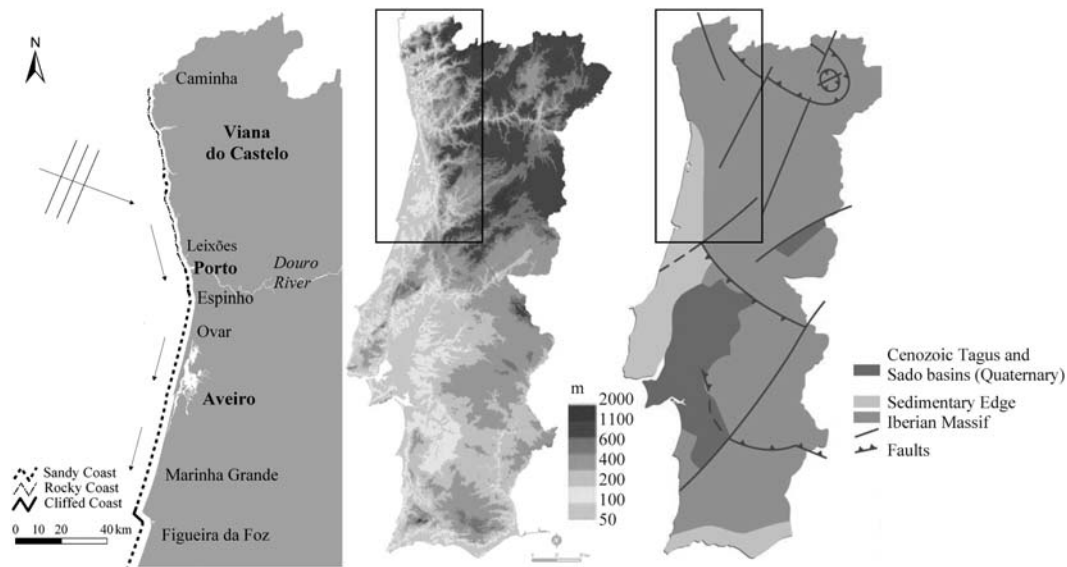 N
Caminha
Viana
do Castelo
Leixões
Porto
Douro
River
Espinho
Ovar
Aveiro
Marinha Grande
Figueira da Foz
Sandy Coast
Rocky Coast
Cliffed Coast
0 10 20 40 km
m
2000
1100
600
400
200
100
50
Cenozoic Tagus and
Sado basins (Quaternary)
Sedimentary Edge
Iberian Massif
Faults